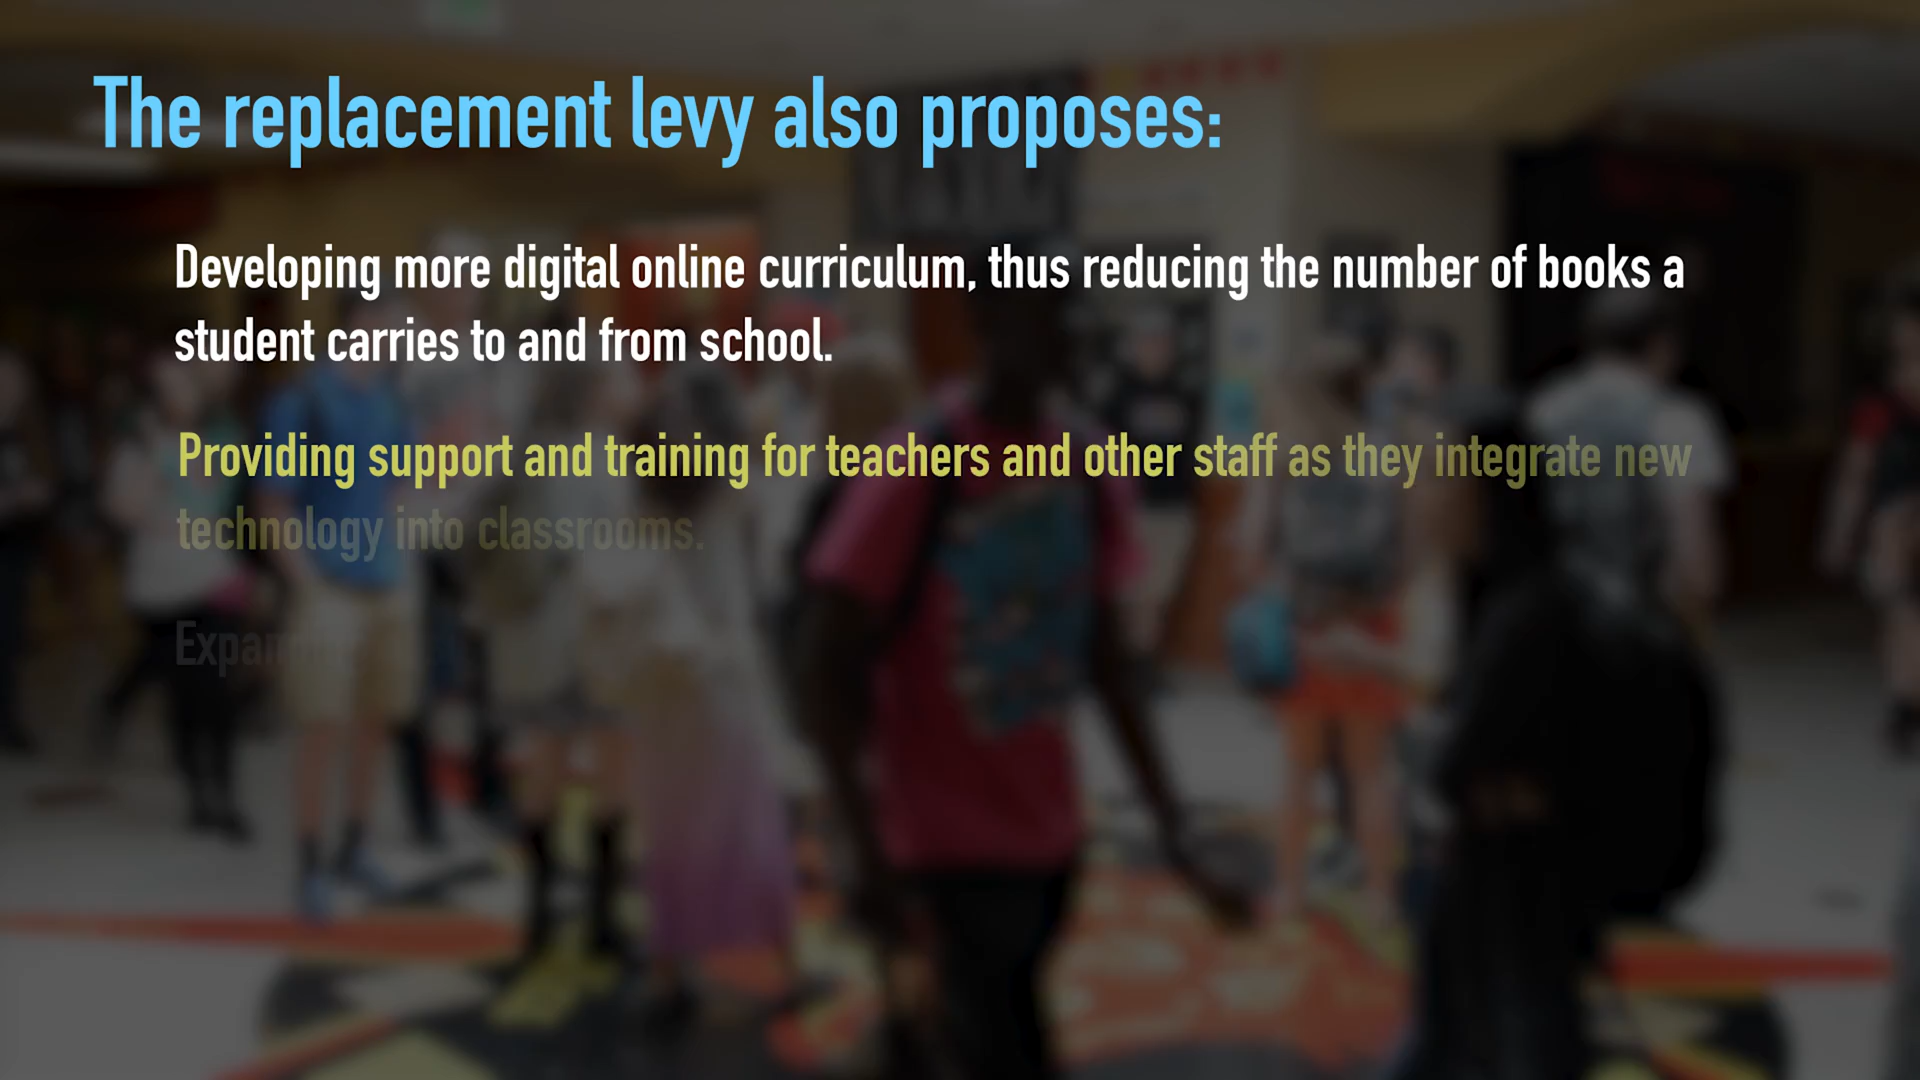 The replacement levy also proposes:
Developing more digital online curriculum, thus reducing the number of books a
student carries to and from school.
Providing support and training for teachers and other staff as they integrate new
technology into classrooms.